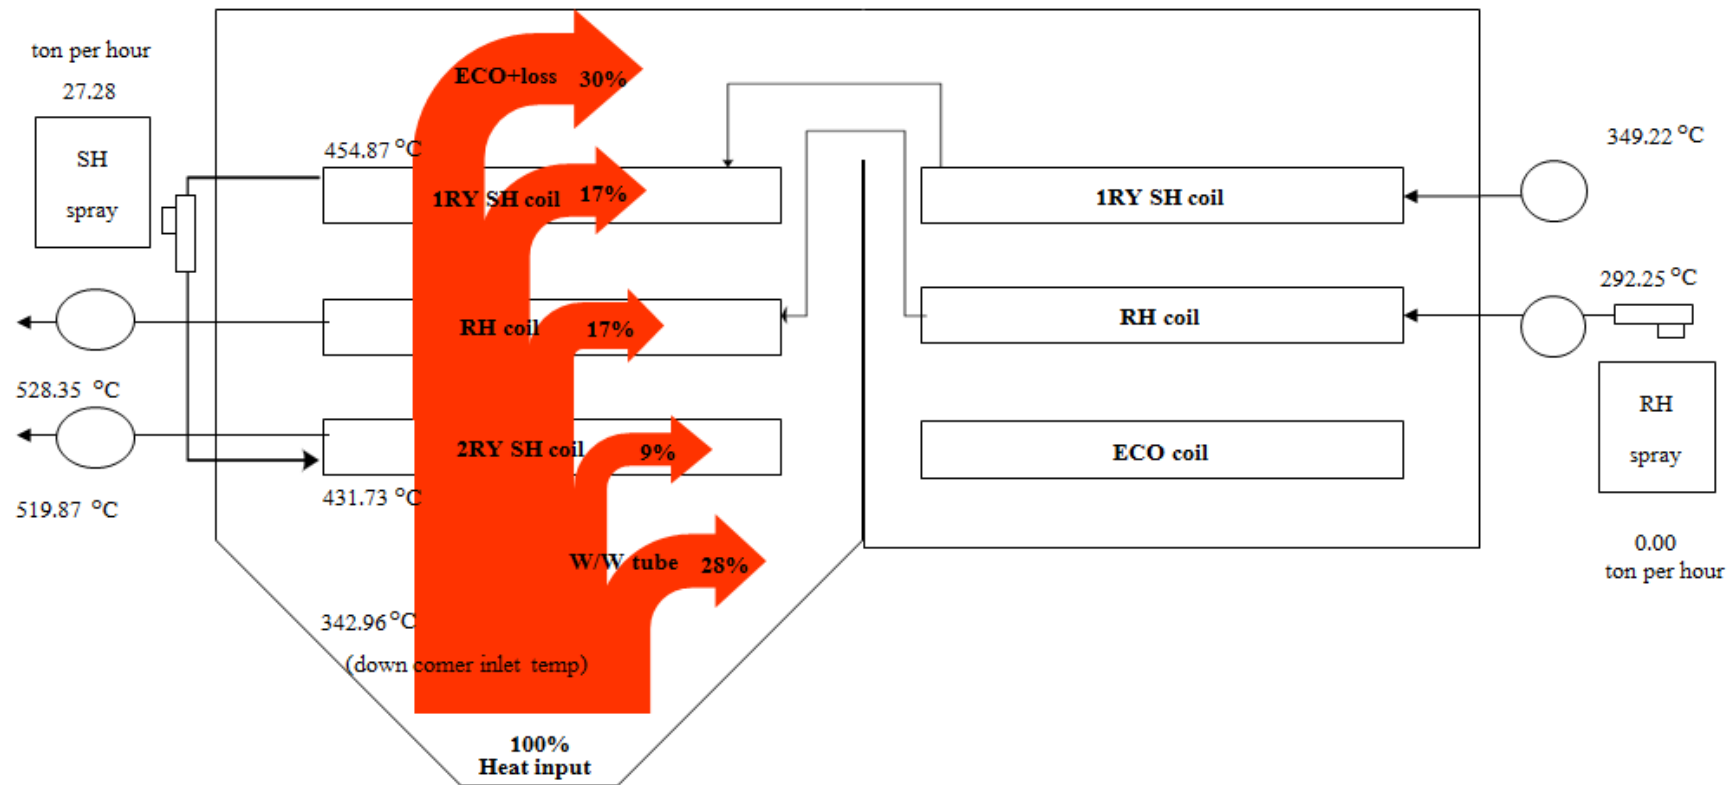 ton per hour
27.28
SH
spray
ECO+loss 30%
454.87 °C
1RY SH coil 17%
1RY SH coil
349.22 °C
292.25 °C
RH coil 17%
RH coil
528.35 °C
2RY SH coil 9%
ECO coil
RH
spray
431.73 °C
519.87 °C
W/W tube 28%
0.00
ton per hour
342.96 °C
(down comer inlet temp)
100%
Heat input